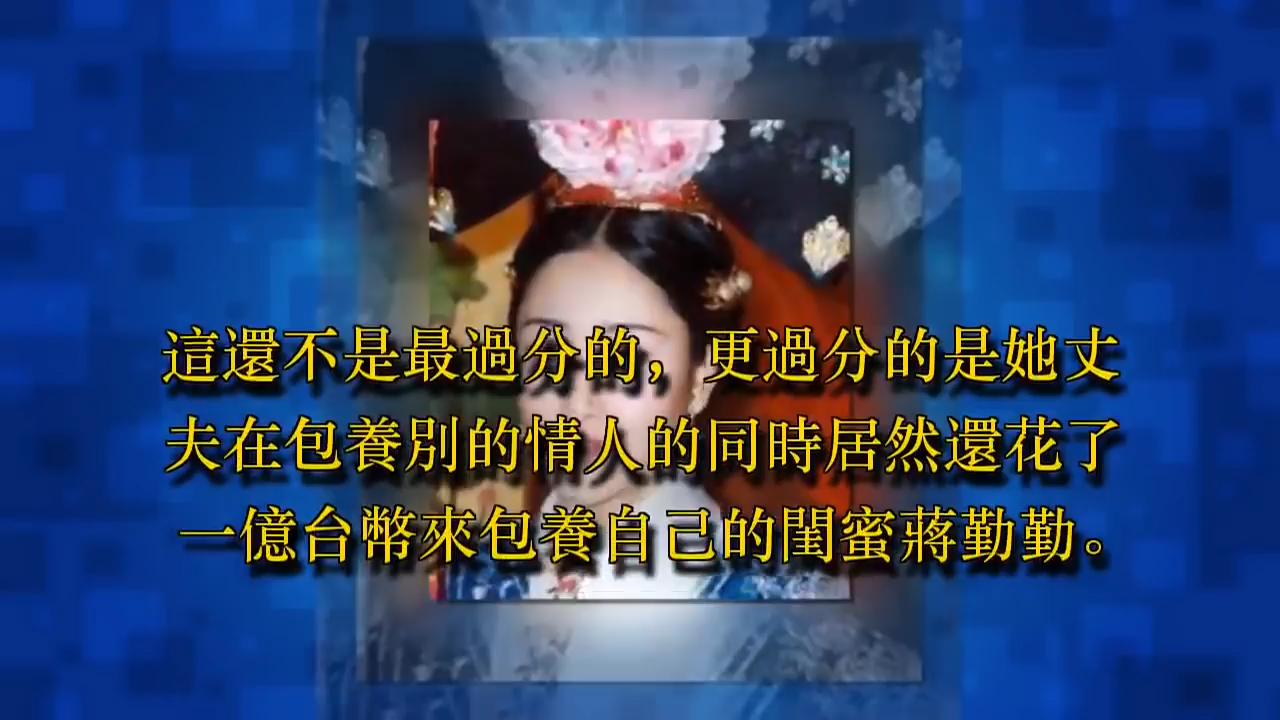 這還不是最過分的，更過分的是她丈
夫在包養別的情人的同時居然還花了
一億台幣來包養自己的閨蜜蔣勤勤。